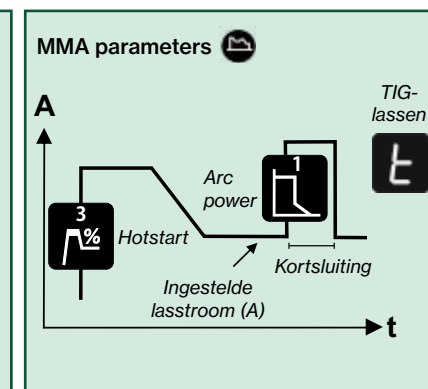 MMA parameters
A
TIG-
lassen
t
Arc
power
1
3
%
Hotstart
Kortsluiting
Ingestelde
lasstroom (A)
t